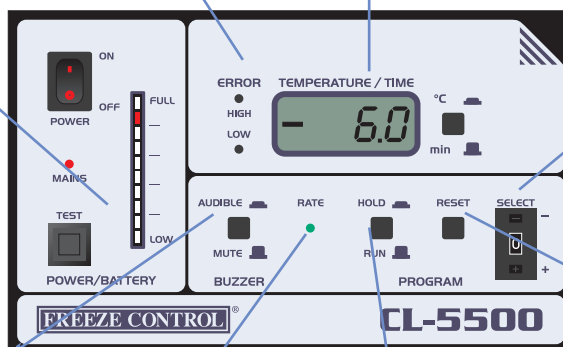 ON
OFF
POWER
FULL
MAINS
TEST
LOW
POWER/BATTERY
ERROR
HIGH
LOW
TEMPERATURE / TIME
- 6.0
°C
min
AUDIBLE
MUTE
BUZZER
RATE
HOLD
RUN
RESET
PROGRAM
SELECT
-
0
+
FREEZE CONTROL®
CL-5500